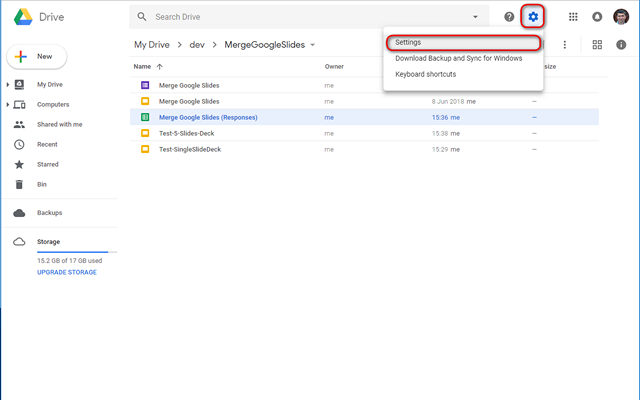 Drive
Search Drive
New
My Drive
Computers
Shared with me
Recent
Starred
Bin
Backups
Storage
15.2 GB of 17 GB used
UPGRADE STORAGE
My Drive > dev > MergeGoogleSlides
Settings
Download Backup and Sync for Windows
Keyboard shortcuts
Name Owner size
Merge Google Slides me
Merge Google Slides me 8 Jun 2018 me –
Merge Google Slides (Responses) me 15:36 me –
Test-5-Slides-Deck me 15:38 me –
Test-SingleSlideDeck me 15:29 me –